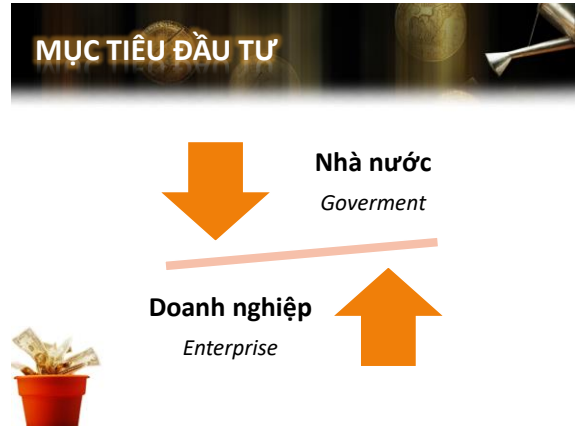 MỤC TIÊU ĐẦU TƯ
Nhà nước
Goverment
Doanh nghiệp
Enterprise